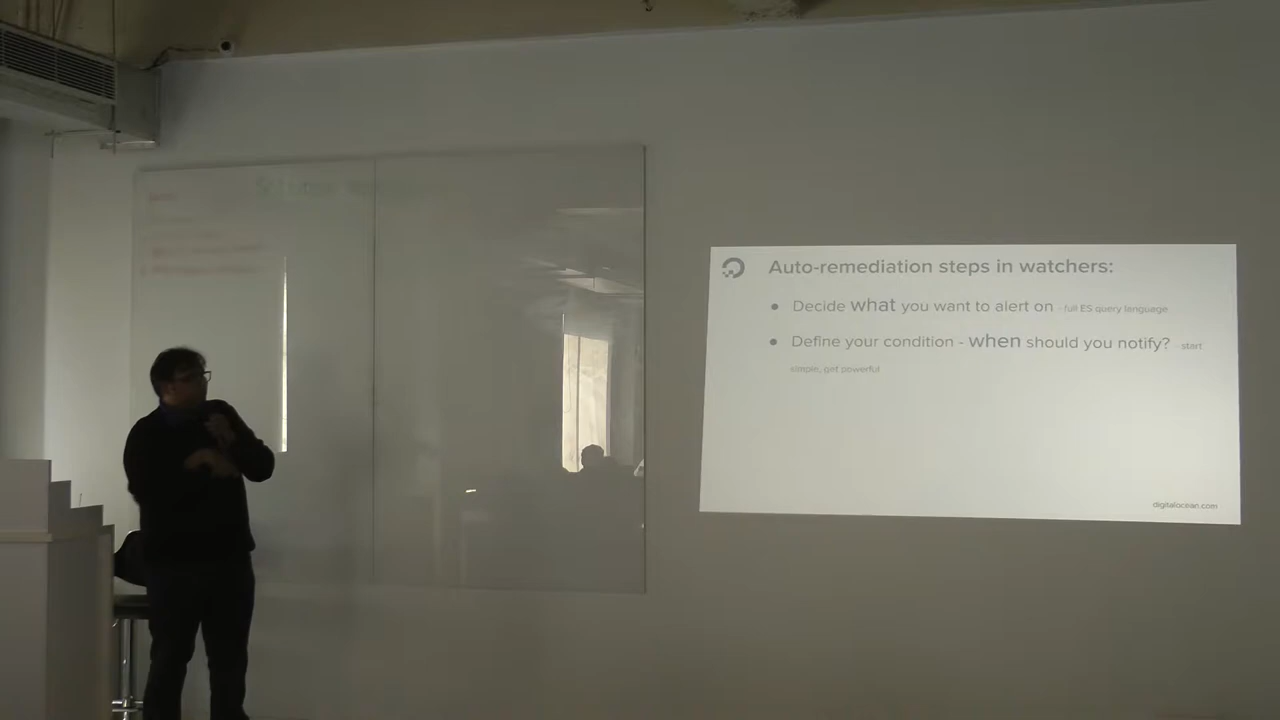 Auto-remediation steps in watchers:
● Decide what you want to alert on - full ES query language
● Define your condition - when should you notify? start
simple, get powerful
digitalocean.com